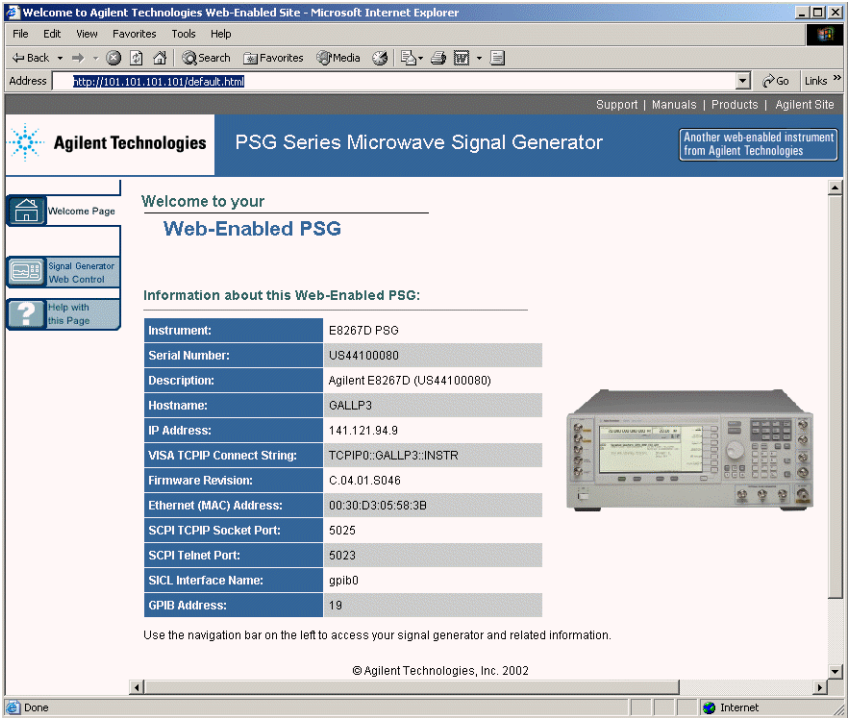 Welcome to Agilent Technologies Web-Enabled Site - Microsoft Internet Explorer
File Edit View Favorites Tools Help
Back Search Favorites Media
Address http://101.101.101.101/default.html Go Links »
Support | Manuals | Products | Agilent Site
Agilent Technologies
PSG Series Microwave Signal Generator
Another web-enabled instrument
from Agilent Technologies
Welcome Page
Signal Generator
Web Control
Help with
this Page
Welcome to your
Web-Enabled PSG
Information about this Web-Enabled PSG:
Instrument: E8267D PSG
Serial Number: US44100080
Description: Agilent E8267D (US44100080)
Hostname: GALLP3
IP Address: 141.121.94.9
VISA TCPIP Connect String: TCPIP0::GALLP3::INSTR
Firmware Revision: C.04.01.S046
Ethernet (MAC) Address: 00:30:D3:05:58:3B
SCPI TCPIP Socket Port: 5025
SCPI Telnet Port: 5023
SICL Interface Name: gpib0
GPIB Address: 19
Use the navigation bar on the left to access your signal generator and related information.
© Agilent Technologies, Inc. 2002
Done
Internet